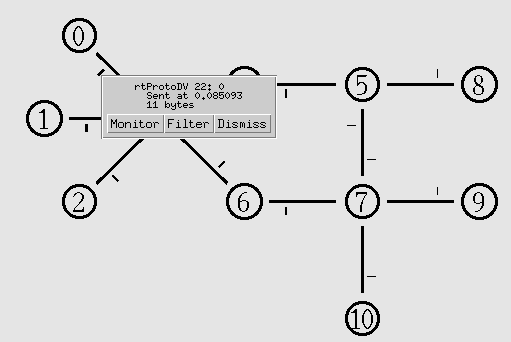 0
rtProtoDV 22: 0
Sent at 0.085093
11 bytes
Monitor Filter Dismiss
5
8
1
2
6
7
9
10